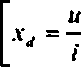 [x_d = u/i